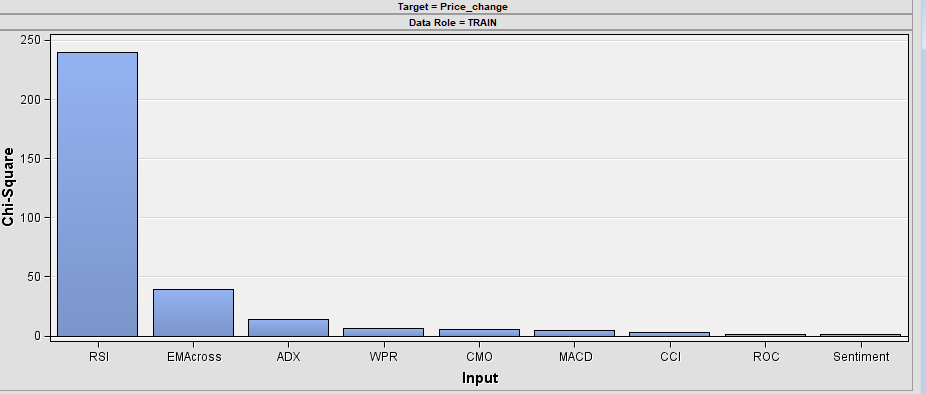 Target = Price_change
Data Role = TRAIN
250
200
150
100
50
0
Chi-Square
RSI EMAcross ADX WPR CMO MACD CCI ROC Sentiment
Input